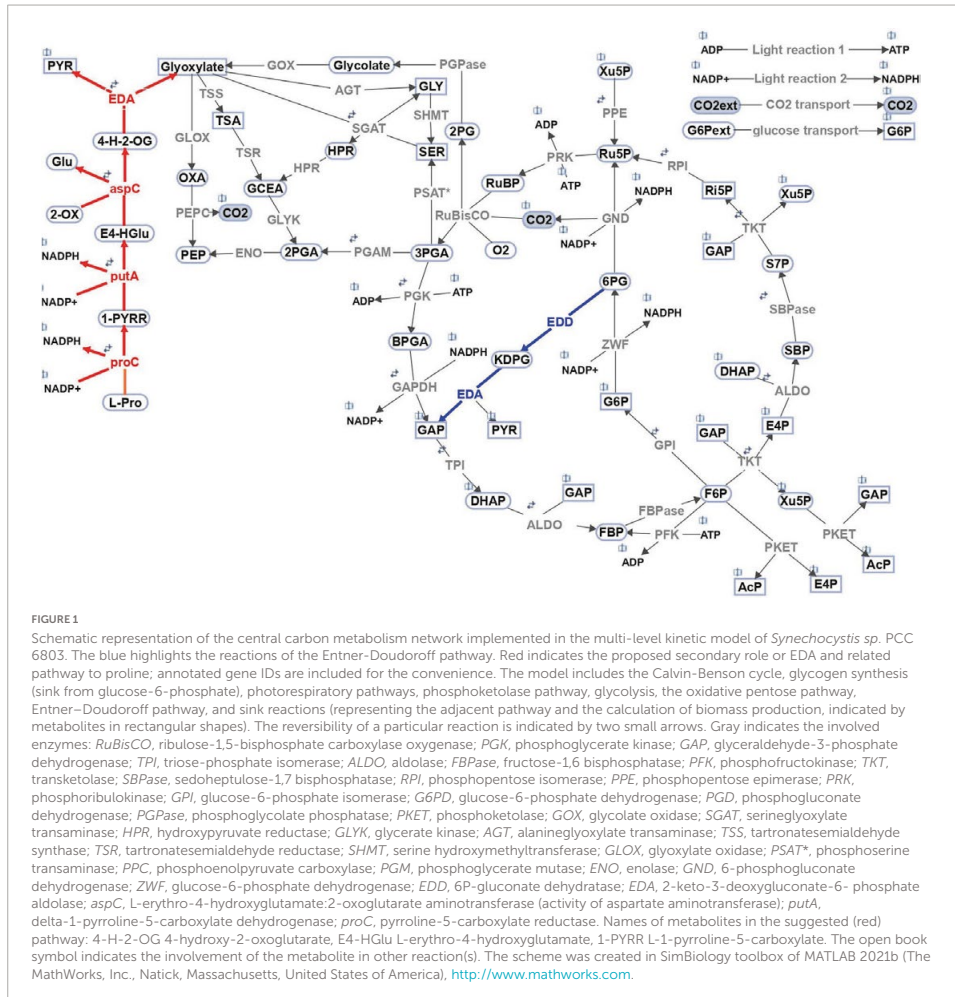 ADP Light reaction 1 ATP
NADP+ Light reaction 2 NADPH
CO2ext CO2 transport CO2
G6Pext glucose transport G6P
PYR
EDA
4-H-2-OG
Glu
aspC
2-OX
E4-HGlu
NADPH
putA
NADP+
1-PYRR
NADPH
proC
NADP+
L-Pro
Glyoxylate
GOX
Glycolate
PGPase
TSS
AGT
GLY
GLOX
TSA
SGAT
SHMT
2PG
TSR
HPR
SER
HPR
OXA
GCEA
PSAT*
PEPC
CO2
GLYK
RuBisCO
PEP
ENO
2PGA
PGAM
3PGA
O2
RuBP
CO2
Xu5P
PPE
ADP
PRK
ATP
Ru5P
RPI
NADPH
GND
NADP+
Ri5P
Xu5P
TKT
GAP
S7P
SBPase
SBP
DHAP
ALDO
E4P
6PG
EDD
KDPG
EDA
ZWF
NADPH
NADP+
G6P
GPI
ADP
PGK
ATP
BPGA
NADPH
GAPDH
NADP+
GAP
PYR
TPI
DHAP
GAP
ALDO
FBP
FBPase
F6P
PFK
ATP
ADP
GAP
TKT
Xu5P
GAP
PKET
AcP
PKET
AcP
E4P
FIGURE 1
Schematic representation of the central carbon metabolism network implemented in the multi-level kinetic model of Synechocystis sp. PCC
6803. The blue highlights the reactions of the Entner-Doudoroff pathway. Red indicates the proposed secondary role or EDA and related
pathway to proline; annotated gene IDs are included for the convenience. The model includes the Calvin-Benson cycle, glycogen synthesis
(sink from glucose-6-phosphate), photorespiratory pathways, phosphoketolase pathway, glycolysis, the oxidative pentose pathway,
Entner–Doudoroff pathway, and sink reactions (representing the adjacent pathway and the calculation of biomass production, indicated by
metabolites in rectangular shapes). The reversibility of a particular reaction is indicated by two small arrows. Gray indicates the involved
enzymes: RuBisCO, ribulose-1,5-bisphosphate carboxylase oxygenase; PGK, phosphoglycerate kinase; GAP, glyceraldehyde-3-phosphate
dehydrogenase; TPI, triose-phosphate isomerase; ALDO, aldolase; FBPase, fructose-1,6 bisphosphatase; PFK, phosphofructokinase; TKT,
transketolase; SBPase, sedoheptulose-1,7 bisphosphatase; RPI, phosphopentose isomerase; PPE, phosphopentose epimerase; PRK,
phosphoribulokinase; GPI, glucose-6-phosphate isomerase; G6PD, glucose-6-phosphate dehydrogenase; PGD, phosphogluconate
dehydrogenase; PGPase, phosphoglycolate phosphatase; PKET, phosphoketolase; GOX, glycolate oxidase; SGAT, serineglyoxylate
transaminase; HPR, hydroxypyruvate reductase; GLYK, glycerate kinase; AGT, alanineglyoxylate transaminase; TSS, tartronatesemialdehyde
synthase; TSR, tartronatesemialdehyde reductase; SHMT, serine hydroxymethyltransferase; GLOX, glyoxylate oxidase; PSAT*, phosphoserine
transaminase; PPC, phosphoenolpyruvate carboxylase; PGM, phosphoglycerate mutase; ENO, enolase; GND, 6-phosphogluconate
dehydrogenase; ZWF, glucose-6-phosphate dehydrogenase; EDD, 6P-gluconate dehydratase; EDA, 2-keto-3-deoxygluconate-6- phosphate
aldolase; aspC, L-erythro-4-hydroxyglutamate:2-oxoglutarate aminotransferase (activity of aspartate aminotransferase); putA,
delta-1-pyrroline-5-carboxylate dehydrogenase; proC, pyrroline-5-carboxylate reductase. Names of metabolites in the suggested (red)
pathway: 4-H-2-OG 4-hydroxy-2-oxoglutarate, E4-HGlu L-erythro-4-hydroxyglutamate, 1-PYRR L-1-pyrroline-5-carboxylate. The open book
symbol indicates the involvement of the metabolite in other reaction(s). The scheme was created in SimBiology toolbox of MATLAB 2021b (The
MathWorks, Inc., Natick, Massachusetts, United States of America), http://www.mathworks.com.